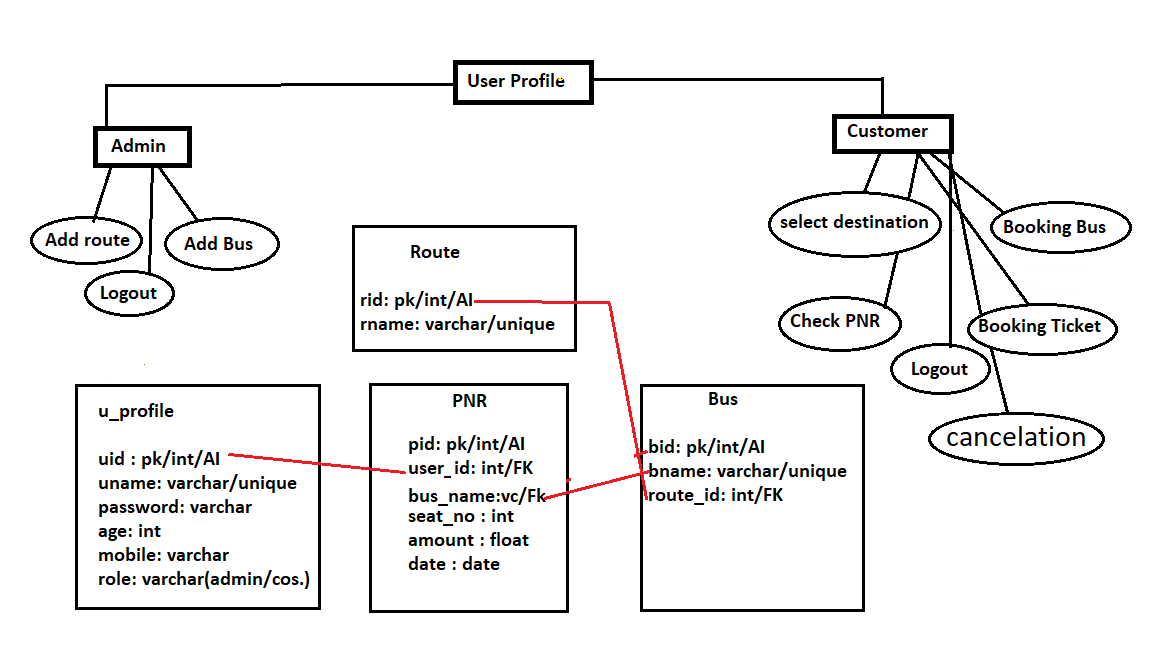 User Profile
Admin
Customer
Add route
Add Bus
Logout
select destination
Booking Bus
Check PNR
Booking Ticket
Logout
cancelation
Route
rid: pk/int/AI
rname: varchar/unique
u_profile
uid : pk/int/AI
uname: varchar/unique
password: varchar
age: int
mobile: varchar
role: varchar(admin/cos.)
PNR
pid: pk/int/AI
user_id: int/FK
bus_name:vc/Fk
seat_no : int
amount : float
date : date
Bus
bid: pk/int/AI
bname: varchar/unique
route_id: int/FK